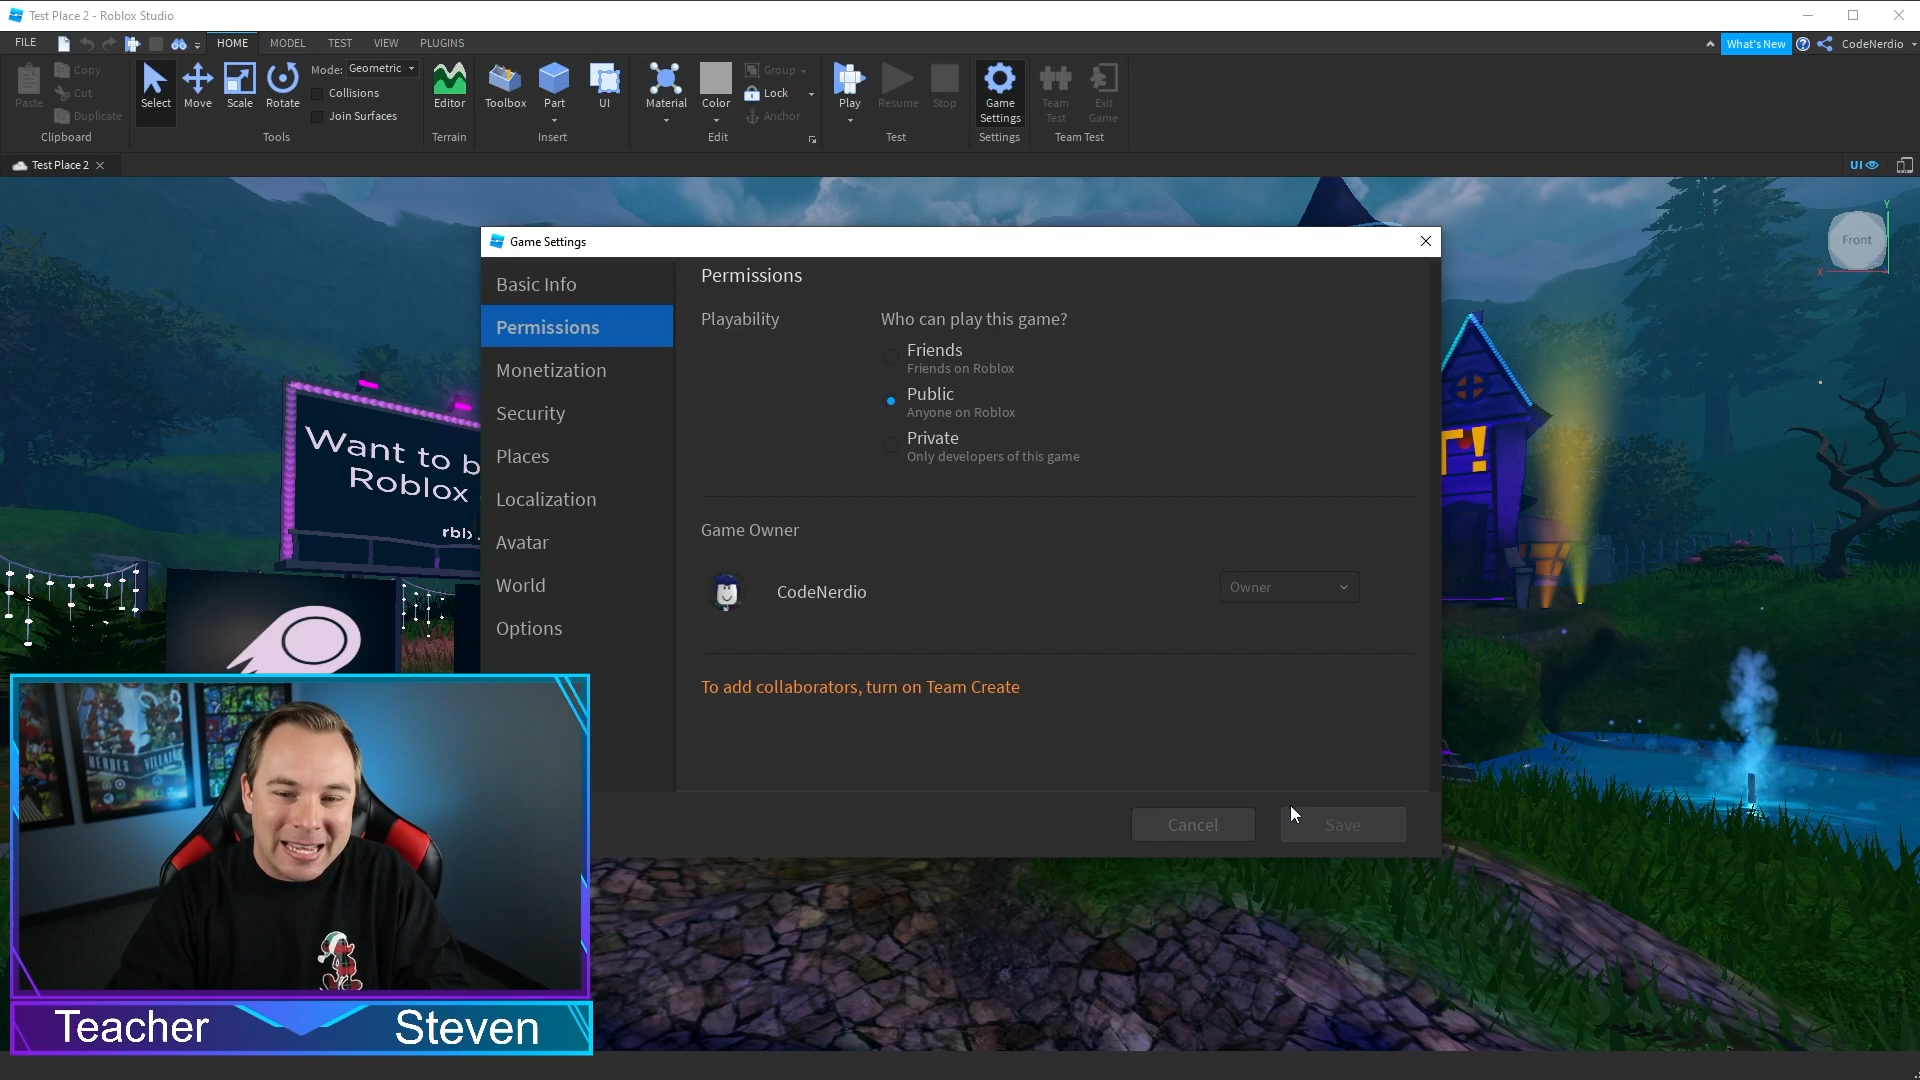 Test Place 2 - Roblox Studio
FILE
HOME
MODEL
TEST
VIEW
PLUGINS
What's New
CodeNerdio
Paste
Copy
Cut
Duplicate
Clipboard
Select
Move
Scale
Rotate
Mode: Geometric
Collisions
Join Surfaces
Tools
Editor
Terrain
Toolbox
Part
UI
Insert
Material
Color
Group
Lock
Anchor
Edit
Play
Resume
Stop
Test
Game
Settings
Settings
Team
Test
Exit
Game
Team Test
Test Place 2
UI
Y
Front
X
Want to b
Roblox
rblx
T!
Game Settings
Basic Info
Permissions
Monetization
Security
Places
Localization
Avatar
World
Options
Permissions
Playability
Who can play this game?
Friends
Friends on Roblox
Public
Anyone on Roblox
Private
Only developers of this game
Game Owner
CodeNerdio
Owner
To add collaborators, turn on Team Create
Cancel
Save
HEROES VILLAINS
Teacher
Steven